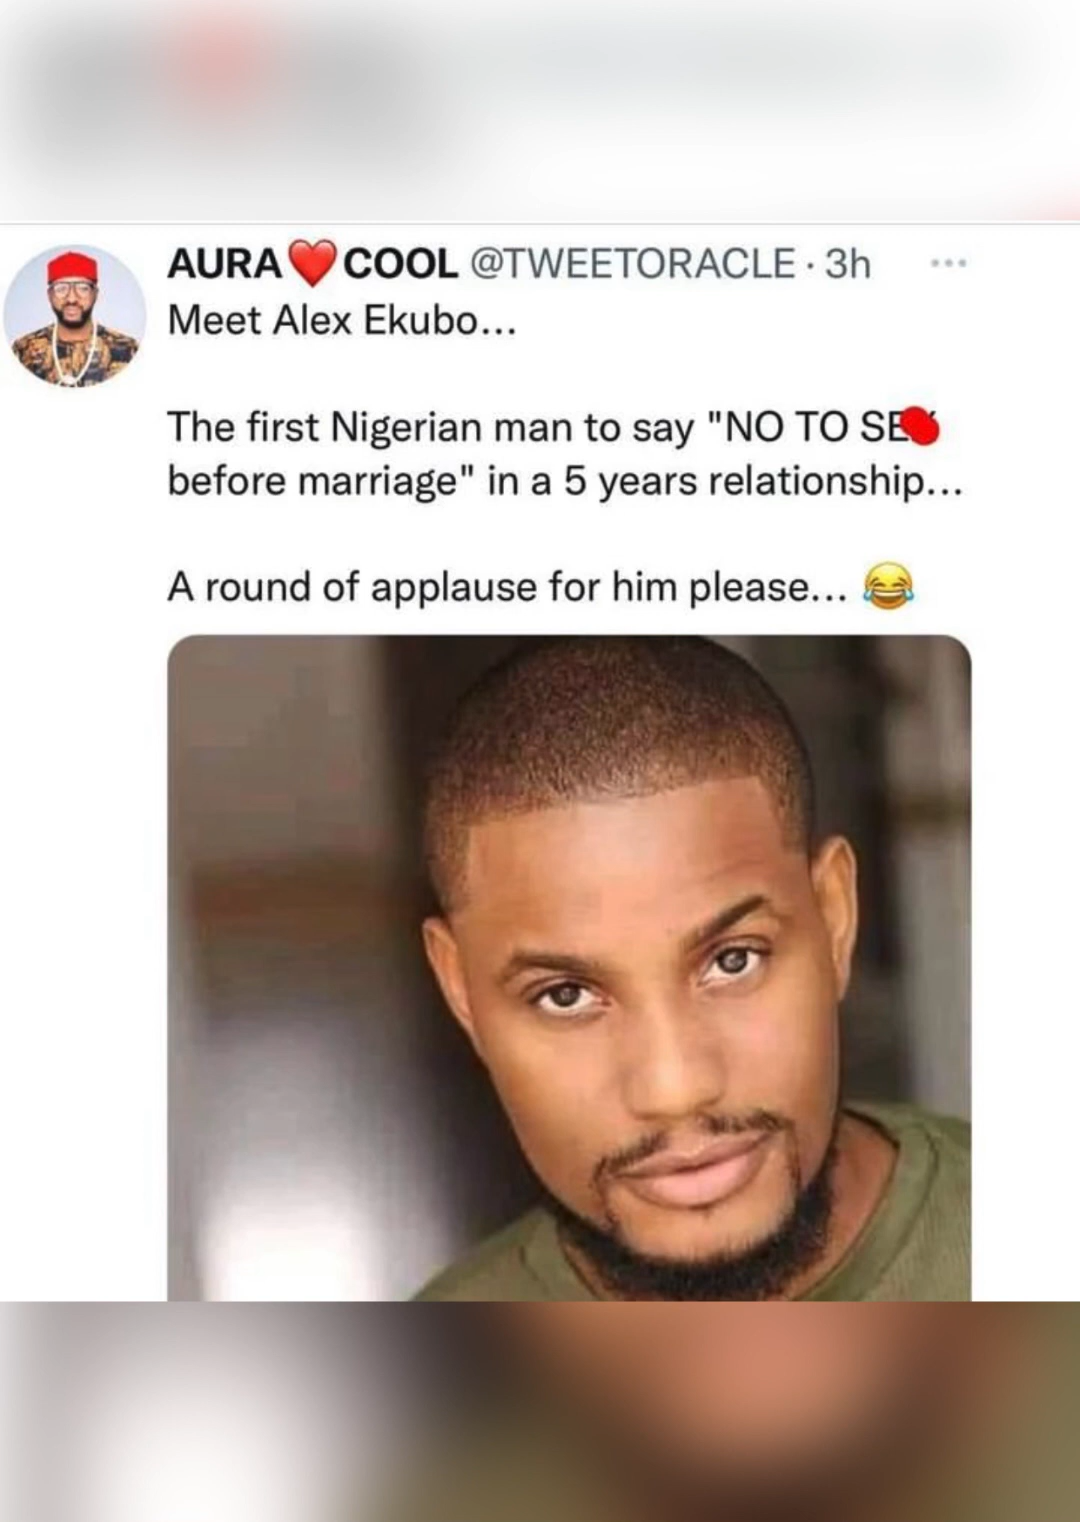 AURA❤️COOL @TWEETORACLE · 3h
Meet Alex Ekubo...
The first Nigerian man to say "NO TO SE
before marriage" in a 5 years relationship...
A round of applause for him please... 😂